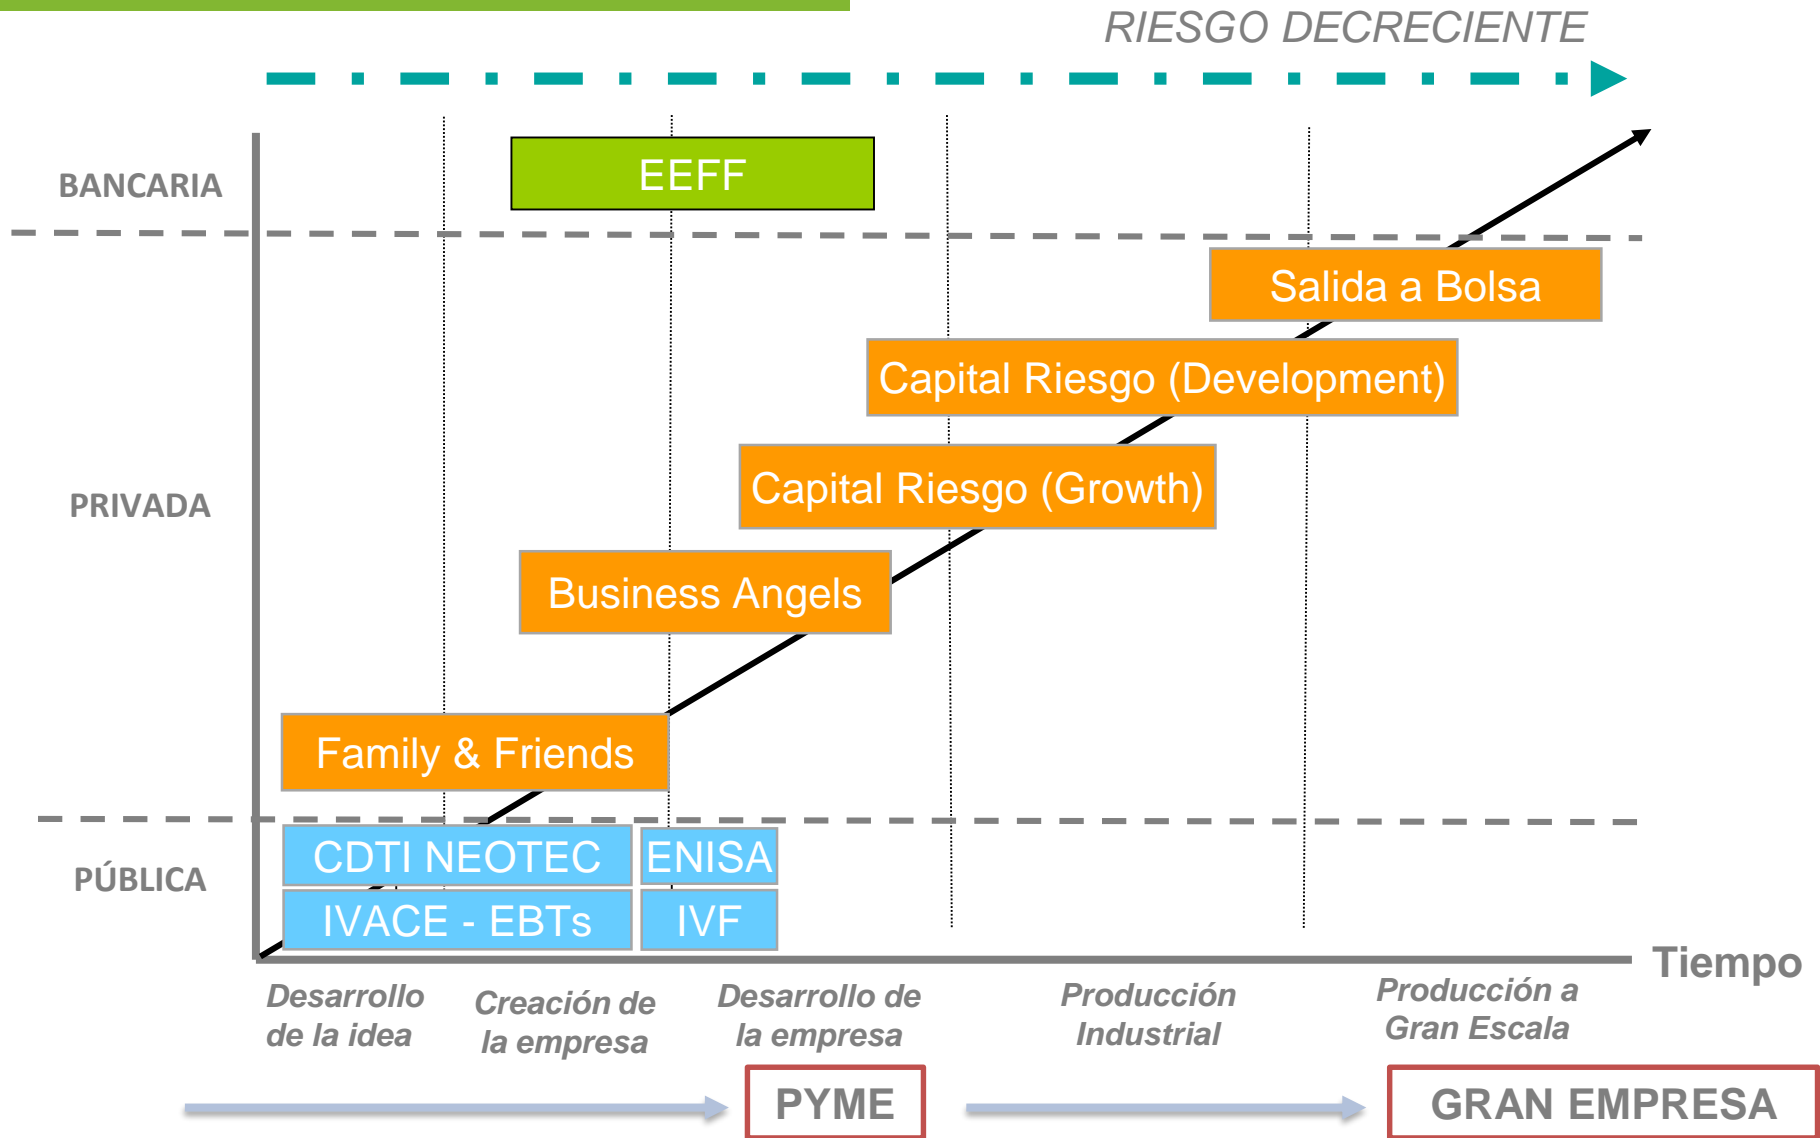 RIESGO DECRECIENTE
BANCARIA
EEFF
Salida a Bolsa
Capital Riesgo (Development)
PRIVADA
Capital Riesgo (Growth)
Business Angels
Family & Friends
PÚBLICA
CDTI NEOTEC
ENISA
IVACE - EBTs
IVF
Tiempo
Desarrollo
de la idea
Creación de
la empresa
Desarrollo de
la empresa
Producción
Industrial
Producción a
Gran Escala
PYME
GRAN EMPRESA